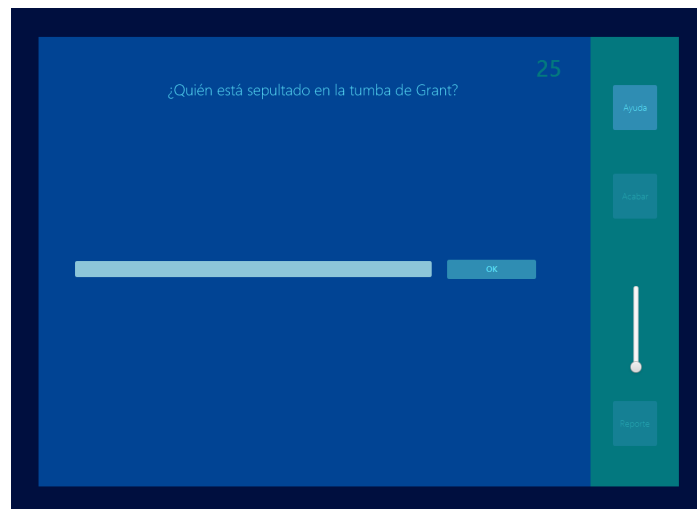 25
¿Quién está sepultado en la tumba de Grant?
Ayuda
Acabar
OK
Reporte